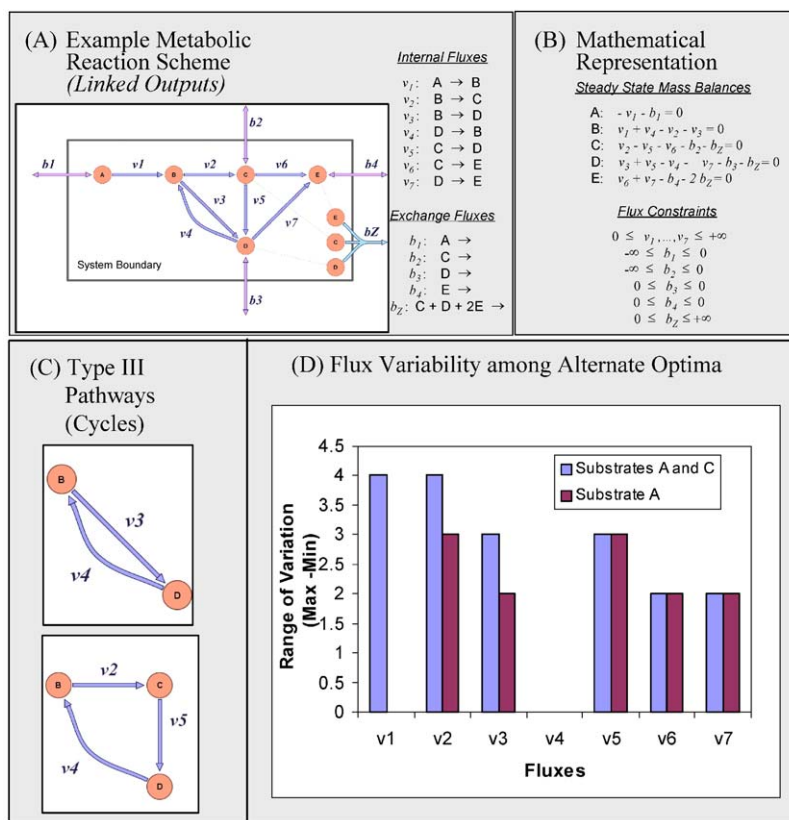 (A) Example Metabolic
Reaction Scheme
(Linked Outputs)
b2
b1
v1
v2
v6
b4
A
B
C
E
v3
v5
v4
v7
D
E
bZ
C
D
System Boundary
b3
Internal Fluxes
v1: A → B
v2: B → C
v3: B → D
v4: D → B
v5: C → D
v6: C → E
v7: D → E
Exchange Fluxes
b1: A →
b2: C →
b3: D →
b4: E →
bZ: C + D + 2E →
(B) Mathematical
Representation
Steady State Mass Balances
A: - v1 - b1 = 0
B: v1 + v4 - v2 - v3 = 0
C: v2 - v5 - v6 - b2 - bZ = 0
D: v3 + v5 - v4 - v7 - b3 - bZ = 0
E: v6 + v7 - b4 - 2 bZ = 0
Flux Constraints
0 ≤ v1,...,v7 ≤ +∞
-∞ ≤ b1 ≤ 0
-∞ ≤ b2 ≤ 0
0 ≤ b3 ≤ 0
0 ≤ b4 ≤ 0
0 ≤ bZ ≤ +∞
(C) Type III
Pathways
(Cycles)
B
v3
v4
D
v2
B
C
v5
v4
D
(D) Flux Variability among Alternate Optima
4.5
4
3.5
3
2.5
2
1.5
1
0.5
0
Range of Variation
(Max -Min)
Substrates A and C
Substrate A
v1 v2 v3 v4 v5 v6 v7
Fluxes